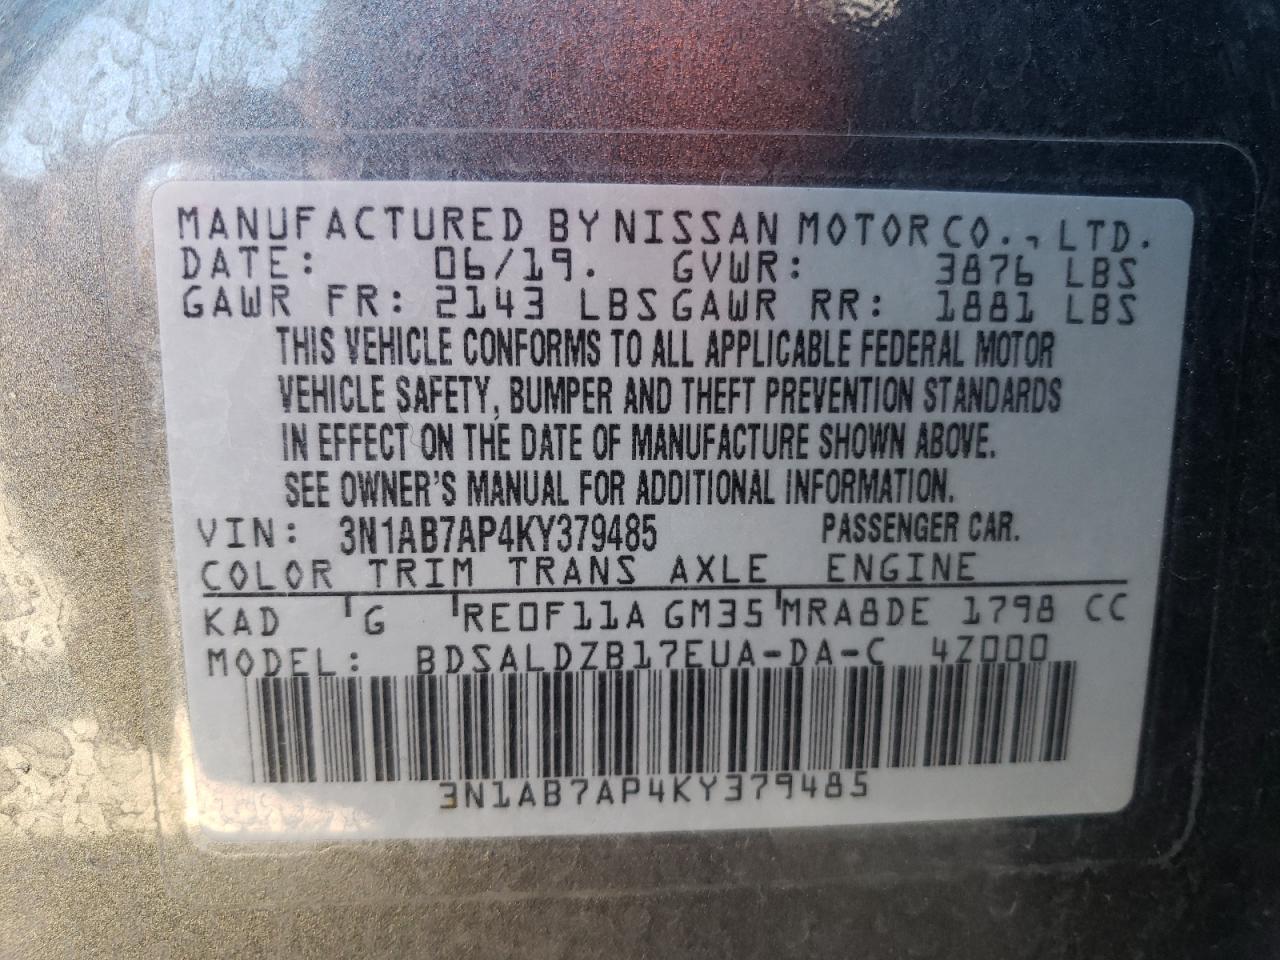 MANUFACTURED BY NISSAN MOTOR CO., LTD.
DATE: 06/19. GVWR: 3876 LBS
GAWR FR: 2143 LBS GAWR RR: 1881 LBS
THIS VEHICLE CONFORMS TO ALL APPLICABLE FEDERAL MOTOR
VEHICLE SAFETY, BUMPER AND THEFT PREVENTION STANDARDS
IN EFFECT ON THE DATE OF MANUFACTURE SHOWN ABOVE.
SEE OWNER'S MANUAL FOR ADDITIONAL INFORMATION.
VIN: 3N1AB7AP4KY379485 PASSENGER CAR.
COLOR TRIM TRANS AXLE ENGINE
KAD G RE0F11A GM35 MRA8DE 1798 CC
MODEL: BDSALDZB17EUA-DA-C 4Z000
3N1AB7AP4KY379485